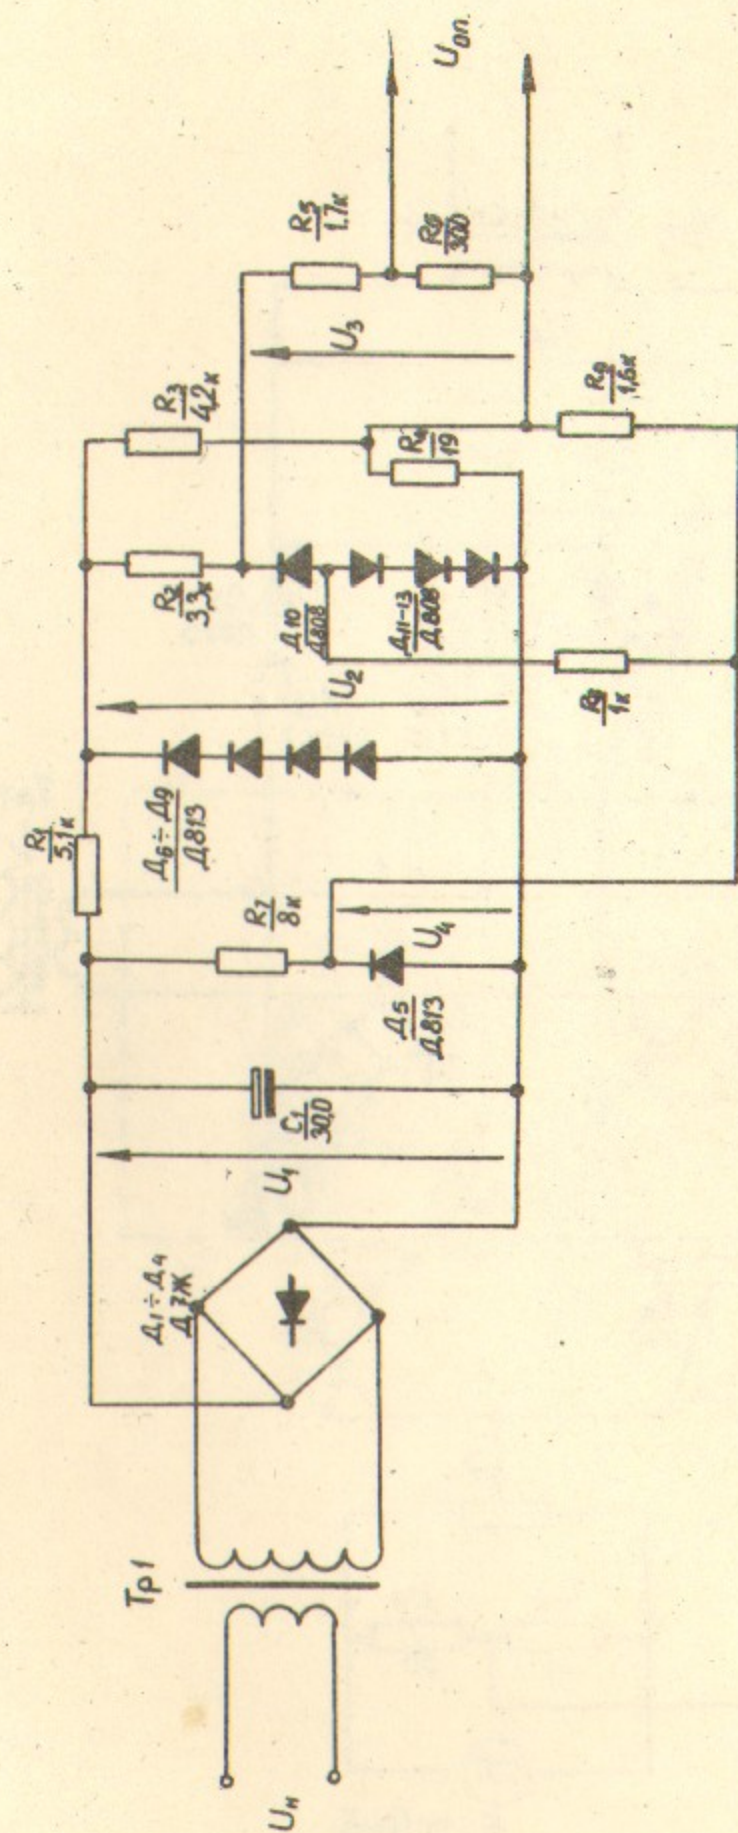 Uн
Тр1
Д1÷Д4
Д7Ж
U1
C1
30,0
R7
8к
Д5
Д813
U4
R1
5,1к
Д6÷Д9
Д813
U2
R2
3,3к
Д10
Д808
Д11-13
Д808
1к
R3
4,2к
R4
19
U3
R5
1.7к
R6
300
R9
1,6к
Uоп.